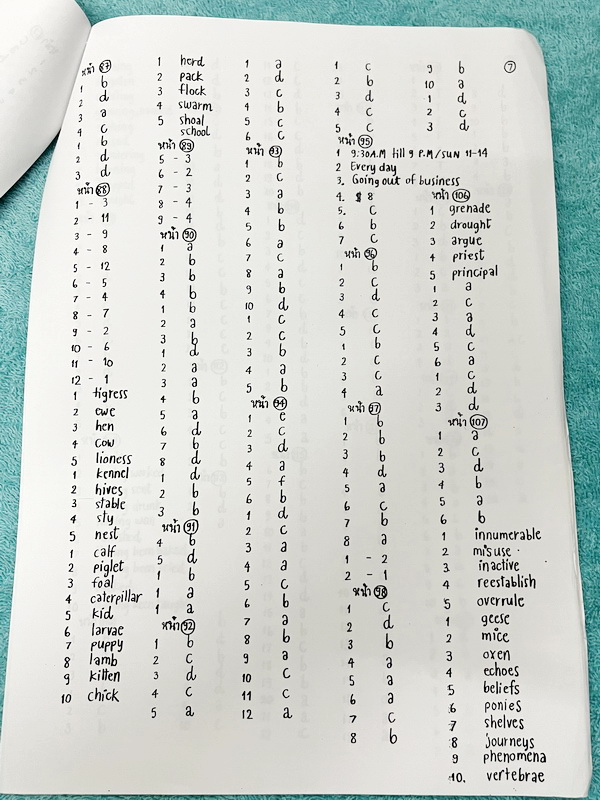 หน้า 87
1 b
2 d
3 a
4 c
1 b
2 d
3 d
หน้า 88
1 - 3
2 - 11
3 - 9
4 - 8
5 - 12
6 - 5
7 - 4
8 - 7
9 - 2
10 - 6
11 - 10
12 - 1
1 tigress
2 ewe
3 hen
4 cow
5 lioness
1 kennel
2 hives
3 stable
4 sty
5 nest
1 calf
2 piglet
3 foal
4 caterpillar
5 kid
6 larvae
7 puppy
8 lamb
9 kitten
10 chick
1 herd
2 pack
3 flock
4 swarm
5 shoal
school
หน้า 89
5 - 3
6 - 2
7 - 3
8 - 4
9 - 4
หน้า 90
1 a
2 b
3 b
4 b
1 b
2 a
3 b
1 d
2 a
3 a
4 b
5 a
6 d
7 b
8 d
1 d
2 b
3 b
หน้า 91
4 b
5 d
1 b
1 a
1 a
หน้า 92
1 b
2 c
3 d
4 c
5 a
1 a
2 d
3 c
4 b
5 c
6 c
หน้า 93
1 b
2 c
3 a
4 b
5 b
6 a
7 c
8 a
9 b
10 d
1 c
2 c
3 b
4 a
5 b
หน้า 94
1 e
2 c
3 d
4 a
5 f
6 b
1 d
2 c
3 a
4 a
5 c
6 b
7 a
8 b
9 a
10 c
11 c
12 a
1 c
2 b
3 d
4 c
5 c
หน้า 95
1 9:30A.M till 9 P.M/SUN 11-14
2 Every day
3. Going out of business
4. 8
5. c
6 b
7 c
หน้า 96
1 b
2 c
3 d
4 c
5 c
1 b
2 c
3 c
4 a
หน้า 97
1 b
2 b
3 b
4 d
5 a
6 c
7 b
8 a
1 - 2
2 - 1
หน้า 98
1 c
2 d
3 b
4 a
5 a
6 a
7 c
8 b
9 b
10 a
1 d
2 c
3 d
หน้า 106
1 grenade
2 drought
3 argue
4 priest
5 principal
1 a
2 c
3 a
4 d
5 c
6 a
1 c
2 d
3 d
หน้า 107
1 a
2 c
3 d
4 b
5 a
6 b
1 innumerable
2 misuse
3 inactive
4 reestablish
5 overrule
1 geese
2 mice
3 oxen
4 echoes
5 beliefs
6 ponies
7 shelves
8 journeys
9 phenomena
10. vertebrae
7